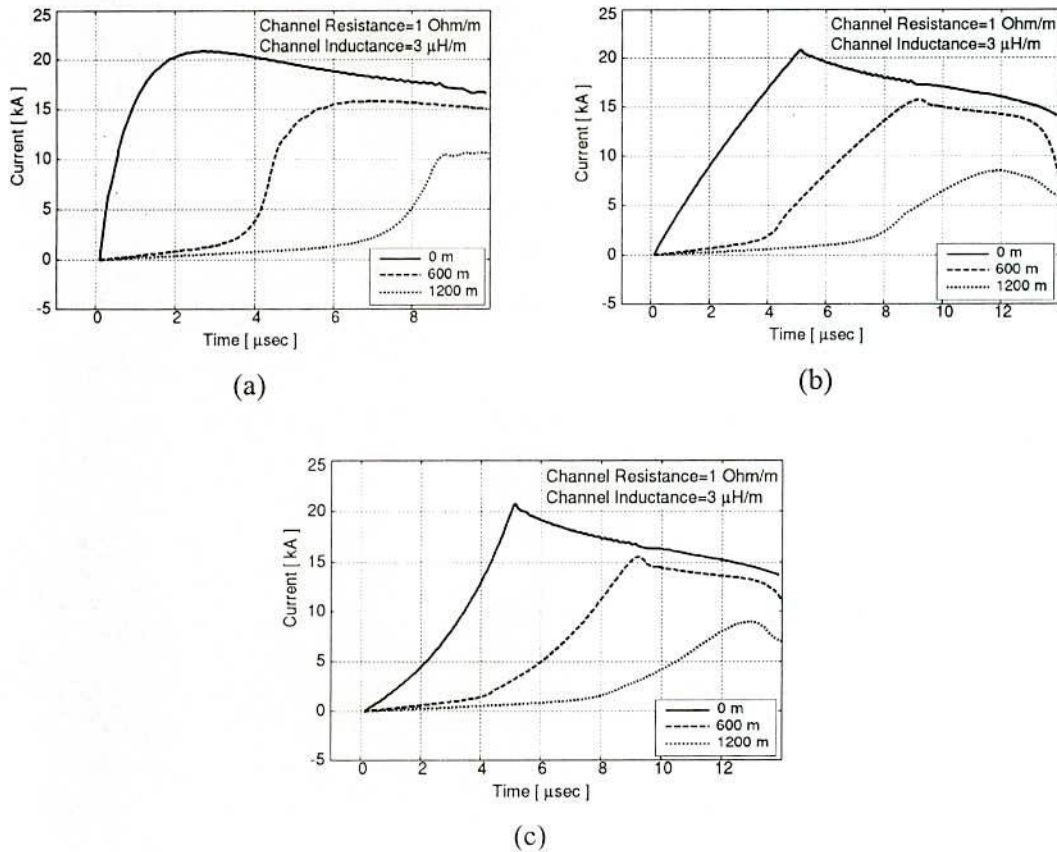 Channel Resistance=1 Ohm/m
Channel Inductance=3 μH/m
Current [ kA ]
25
20
15
10
5
0
-5
0 2 4 6 8
Time [ μsec ]
0 m
600 m
1200 m
(a)
Channel Resistance=1 Ohm/m
Channel Inductance=3 μH/m
Current [ kA ]
25
20
15
10
5
0
-5
0 2 4 6 8 10 12
Time [ μsec ]
0 m
600 m
1200 m
(b)
Channel Resistance=1 Ohm/m
Channel Inductance=3 μH/m
Current [ kA ]
25
20
15
10
5
0
-5
0 2 4 6 8 10 12
Time [ μsec ]
0 m
600 m
1200 m
(c)